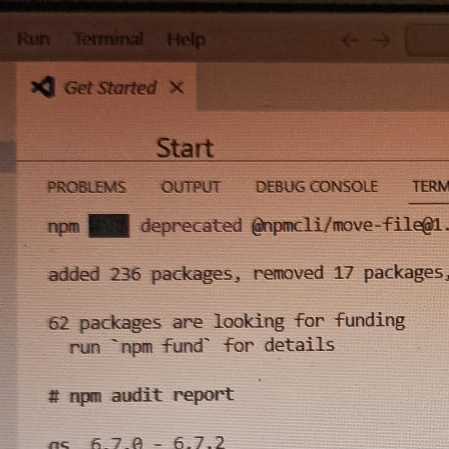 Run Terminal Help
Get Started
Start
PROBLEMS OUTPUT DEBUG CONSOLE TERM
npm deprecated @npmcli/move-file@1.
added 236 packages, removed 17 packages,
62 packages are looking for funding
run `npm fund` for details
# npm audit report
qs 6.7.0 - 6.7.2